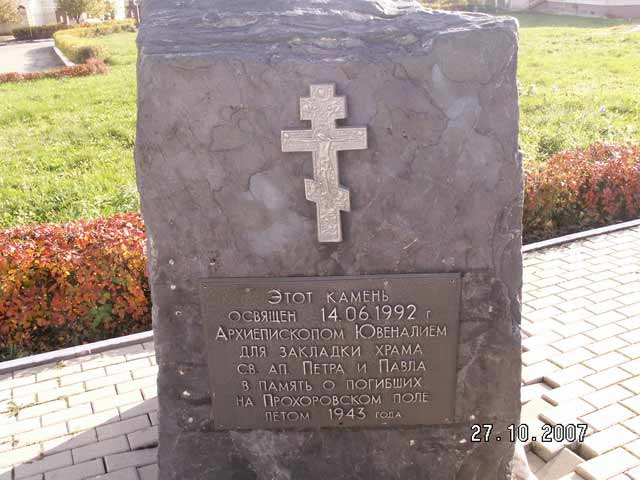 Этот камень
освящен 14.06.1992 г
Архиепископом Ювеналием
для закладки храма
св. ап. Петра и Павла
в память о погибших
на Прохоровском поле
летом 1943 года
27.10.2007